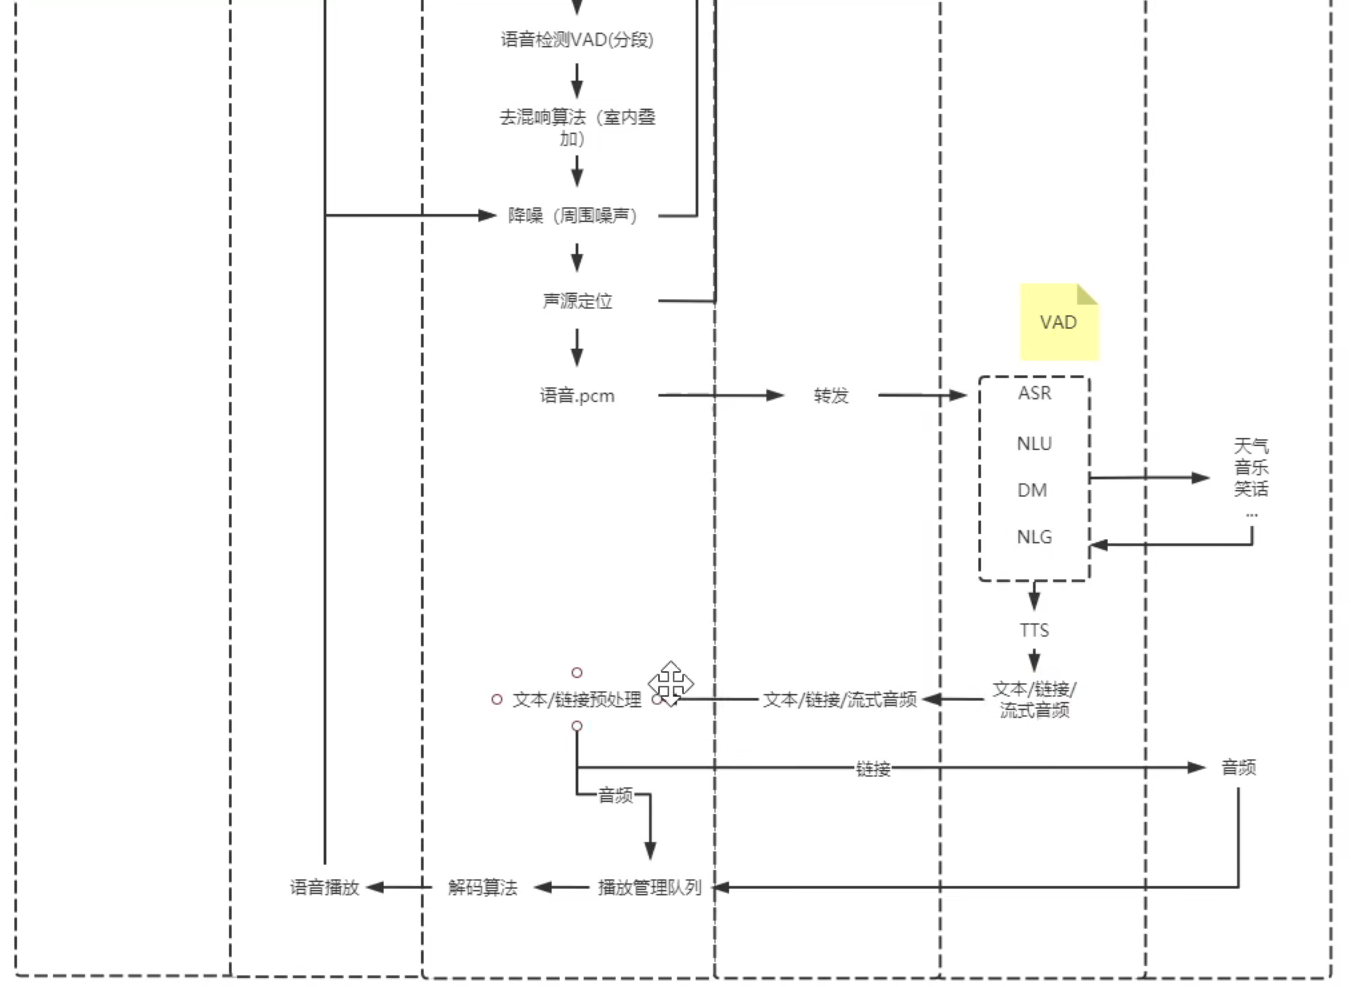 语音检测VAD(分段)
去混响算法（室内叠
加）
降噪（周围噪声）
声源定位
VAD
语音.pcm
转发
ASR
NLU
DM
NLG
天气
音乐
笑话
...
TTS
文本/链接预处理
文本/链接/流式音频
文本/链接/
流式音频
链接
音频
音频
语音播放
解码算法
播放管理队列